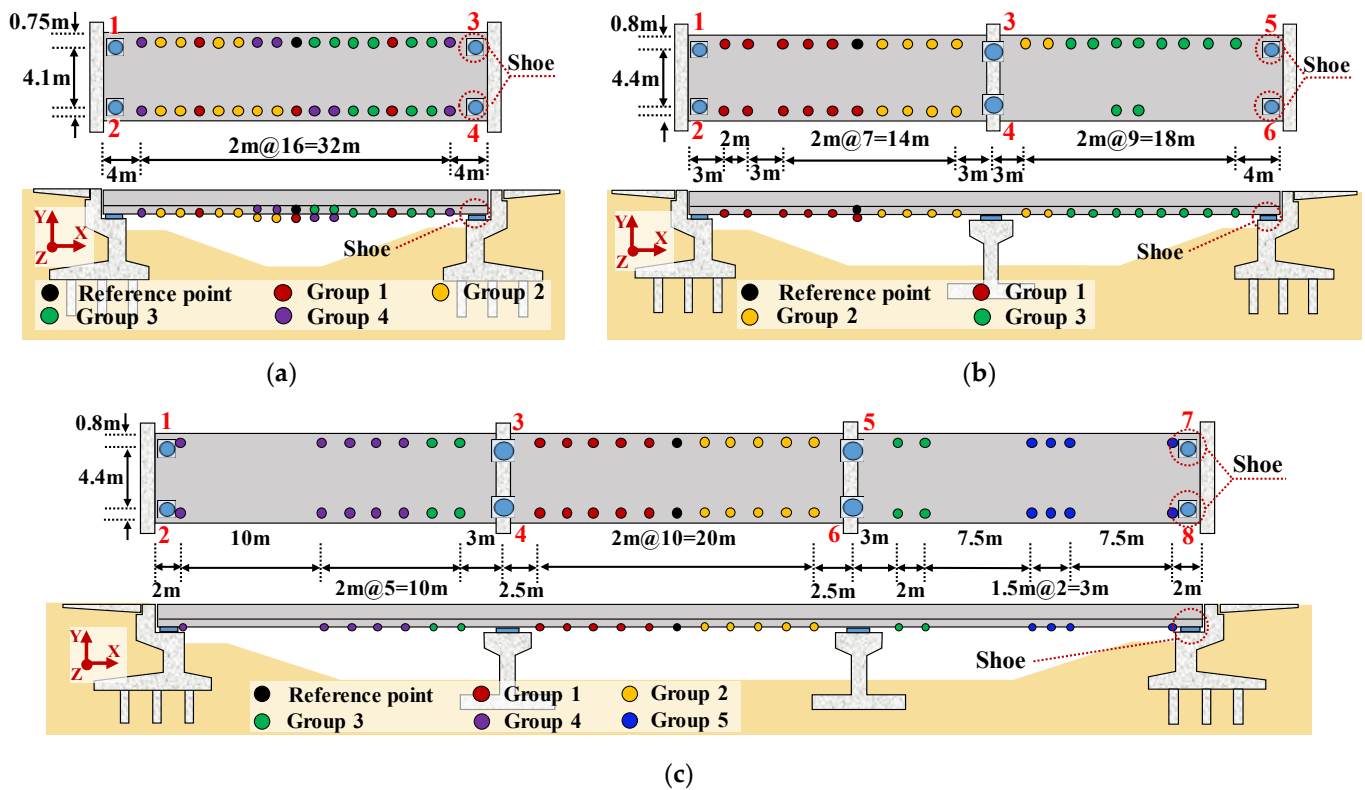 0.75m
1
3
4.1m
Shoe
2
4
2m@16=32m
4m
4m
Y
X
Z
Shoe
Reference point
Group 1
Group 2
Group 3
Group 4
(a)
0.8m
1
3
5
4.4m
Shoe
2
4
6
2m
2m@7=14m
2m@9=18m
3m
3m
3m
3m
4m
Y
X
Z
Shoe
Reference point
Group 1
Group 2
Group 3
(b)
0.8m
1
3
5
7
4.4m
Shoe
2
4
6
8
10m
3m
2m@10=20m
3m
7.5m
7.5m
2m
2m@5=10m
2.5m
2.5m
2m
1.5m@2=3m
2m
Y
X
Z
Shoe
Reference point
Group 1
Group 2
Group 3
Group 4
Group 5
(c)